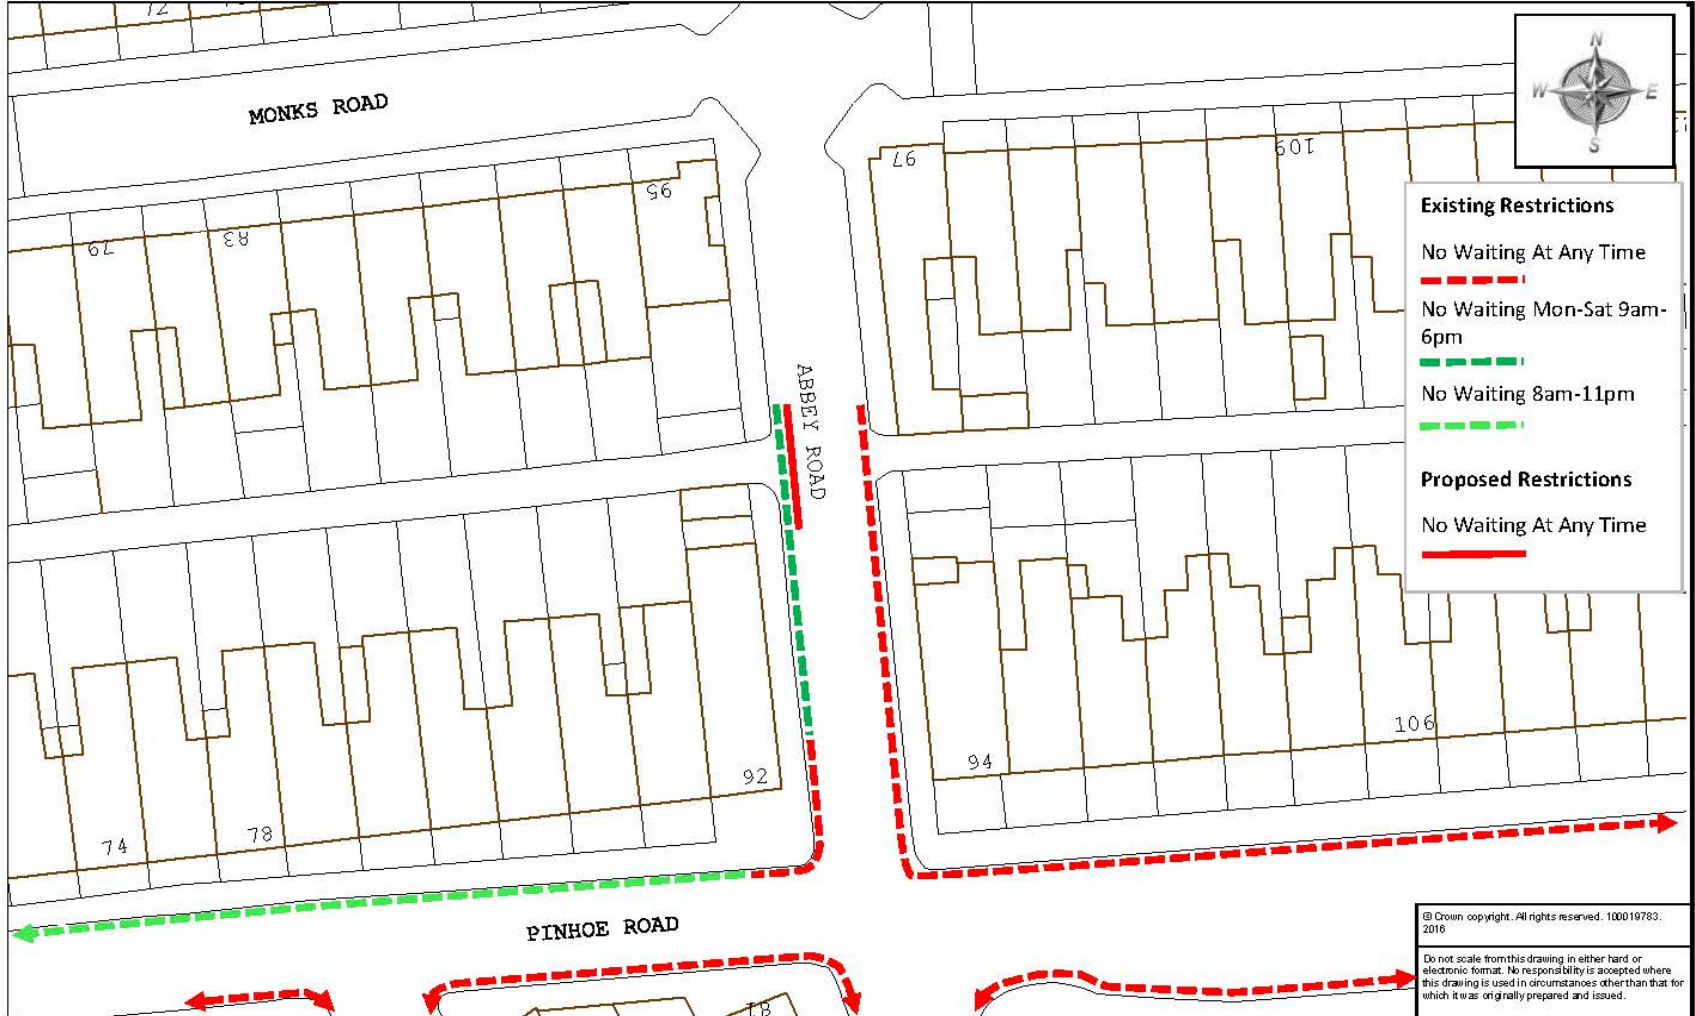 72
MONKS ROAD
N
W
E
S
97
109
95
79
83
Existing Restrictions
No Waiting At Any Time
No Waiting Mon-Sat 9am-
6pm
No Waiting 8am-11pm
Proposed Restrictions
No Waiting At Any Time
ABBEY ROAD
106
94
92
78
74
PINHOE ROAD
81
© Crown copyright. All rights reserved. 100019783.
2016
Do not scale from this drawing in either hard or
electronic format. No responsibility is accepted where
this drawing is used in circumstances other than that for
which it was originally prepared and issued.